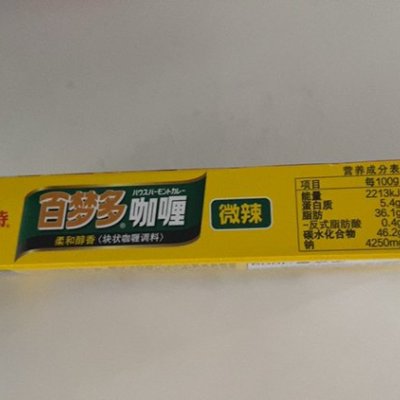 ハウスバーモントカレー
百梦多®咖喱
柔和醇香（块状咖喱调料）
微辣
营养成分表
项目 每100g
能量 2213kJ
蛋白质 5.4g
脂肪 36.1g
-反式脂肪酸 0.4g
碳水化合物 46.2g
钠 4250m